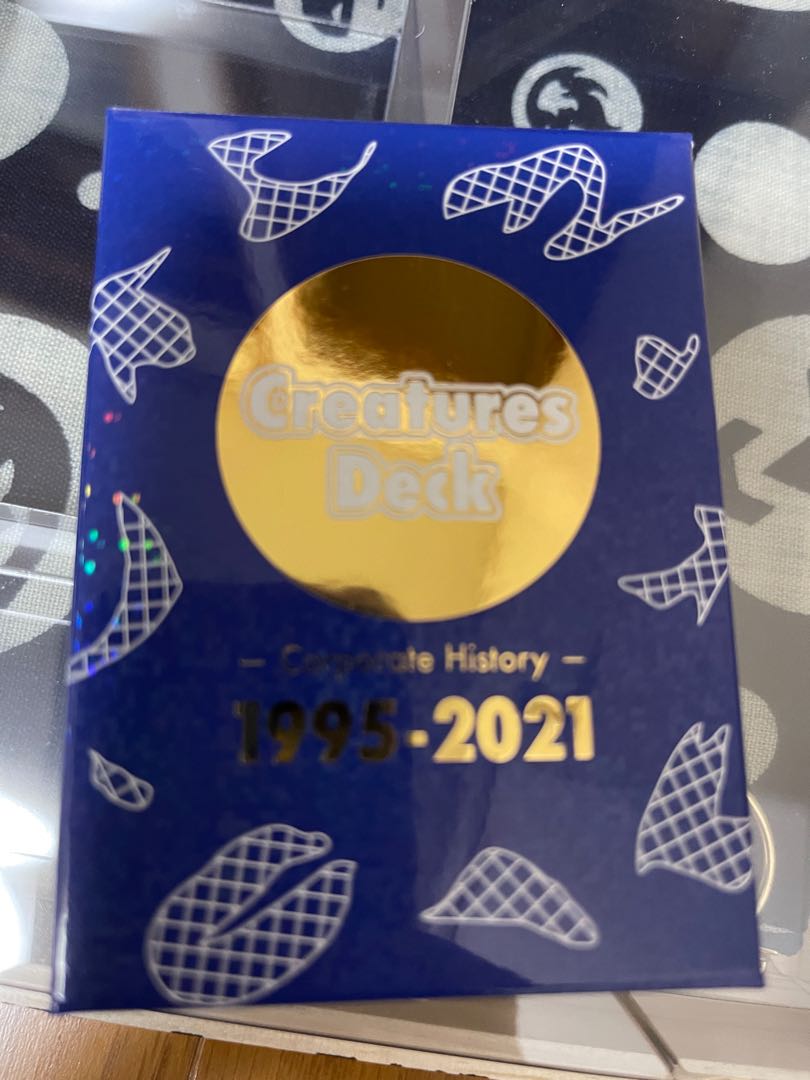 Creatures
Deck
– Corporate History –
1995-2021